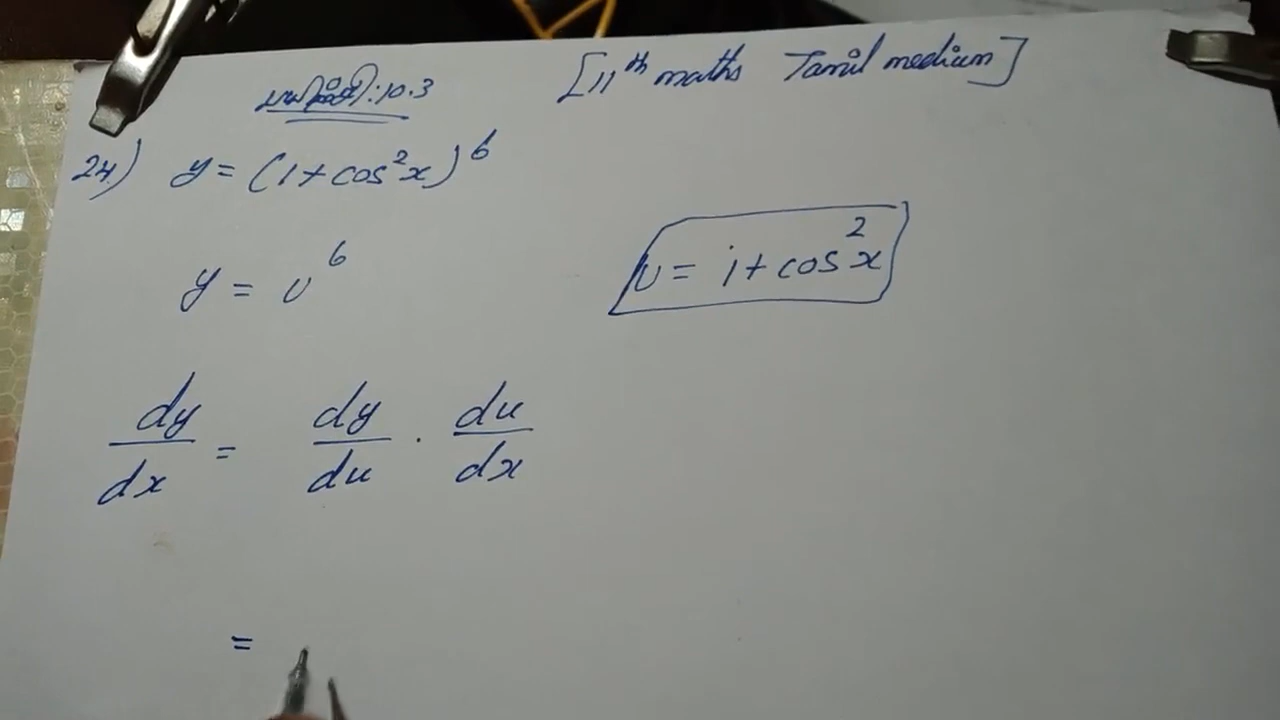 பயிற்சி : 10.3 [11th maths Tamil medium]
24.) y = (1 + cos²x)⁶
y = u⁶
u = 1 + cos²x
dy/dx = dy/du . du/dx
=